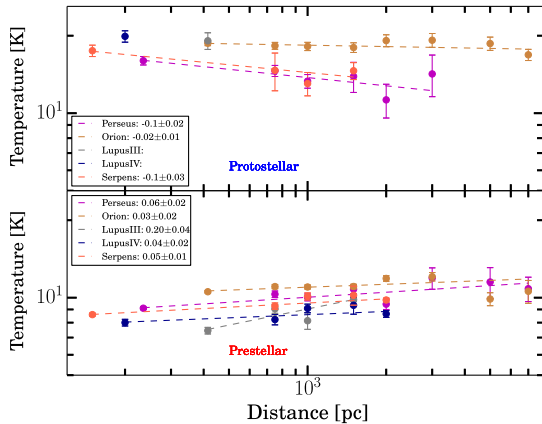 Temperature [K]
10¹
Perseus: -0.1±0.02
Orion: -0.02±0.01
LupusIII:
LupusIV:
Serpens: -0.1±0.03
Protostellar
Temperature [K]
10¹
Perseus: 0.06±0.02
Orion: 0.03±0.02
LupusIII: 0.20±0.04
LupusIV: 0.04±0.02
Serpens: 0.05±0.01
Prestellar
10³
Distance [pc]